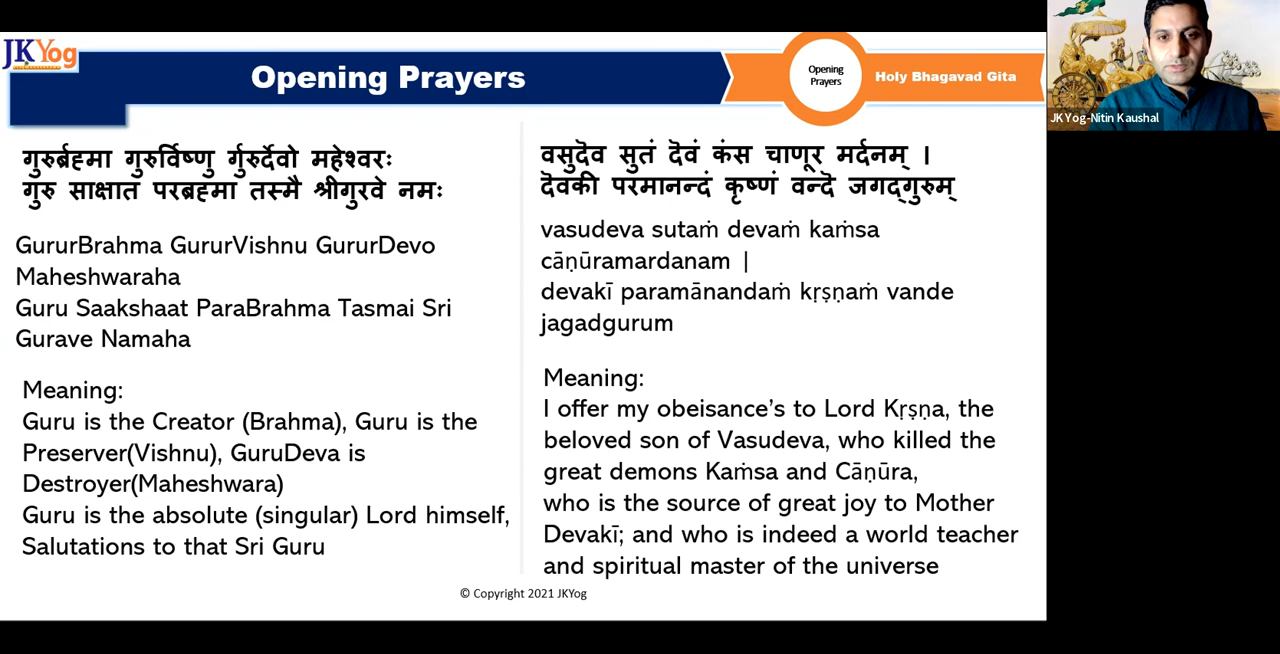 JKYog
Opening Prayers
Opening
Prayers
Holy Bhagavad Gita
JKYog-Nitin Kaushal
गुरुर्ब्रह्मा गुरुर्विष्णु र्गुरुर्देवो महेश्वरः
गुरु साक्षात परब्रह्मा तस्मै श्रीगुरवे नमः
GururBrahma GururVishnu GururDevo
Maheshwaraha
Guru Saakshaat ParaBrahma Tasmai Sri
Gurave Namaha
Meaning:
Guru is the Creator (Brahma), Guru is the
Preserver(Vishnu), GuruDeva is
Destroyer(Maheshwara)
Guru is the absolute (singular) Lord himself,
Salutations to that Sri Guru
वसुदॆव सुतं दॆवं कंस चाणूर मर्दनम् ।
दॆवकी परमानन्दं कृष्णं वन्दॆ जगद्‌गुरुम्
vasudeva sutaṁ devaṁ kaṁsa
cāṇūramardanam |
devakī paramānandaṁ kṛṣṇaṁ vande
jagadgurum
Meaning:
I offer my obeisance’s to Lord Kṛṣṇa, the
beloved son of Vasudeva, who killed the
great demons Kaṁsa and Cāṇūra,
who is the source of great joy to Mother
Devakī; and who is indeed a world teacher
and spiritual master of the universe
© Copyright 2021 JKYog